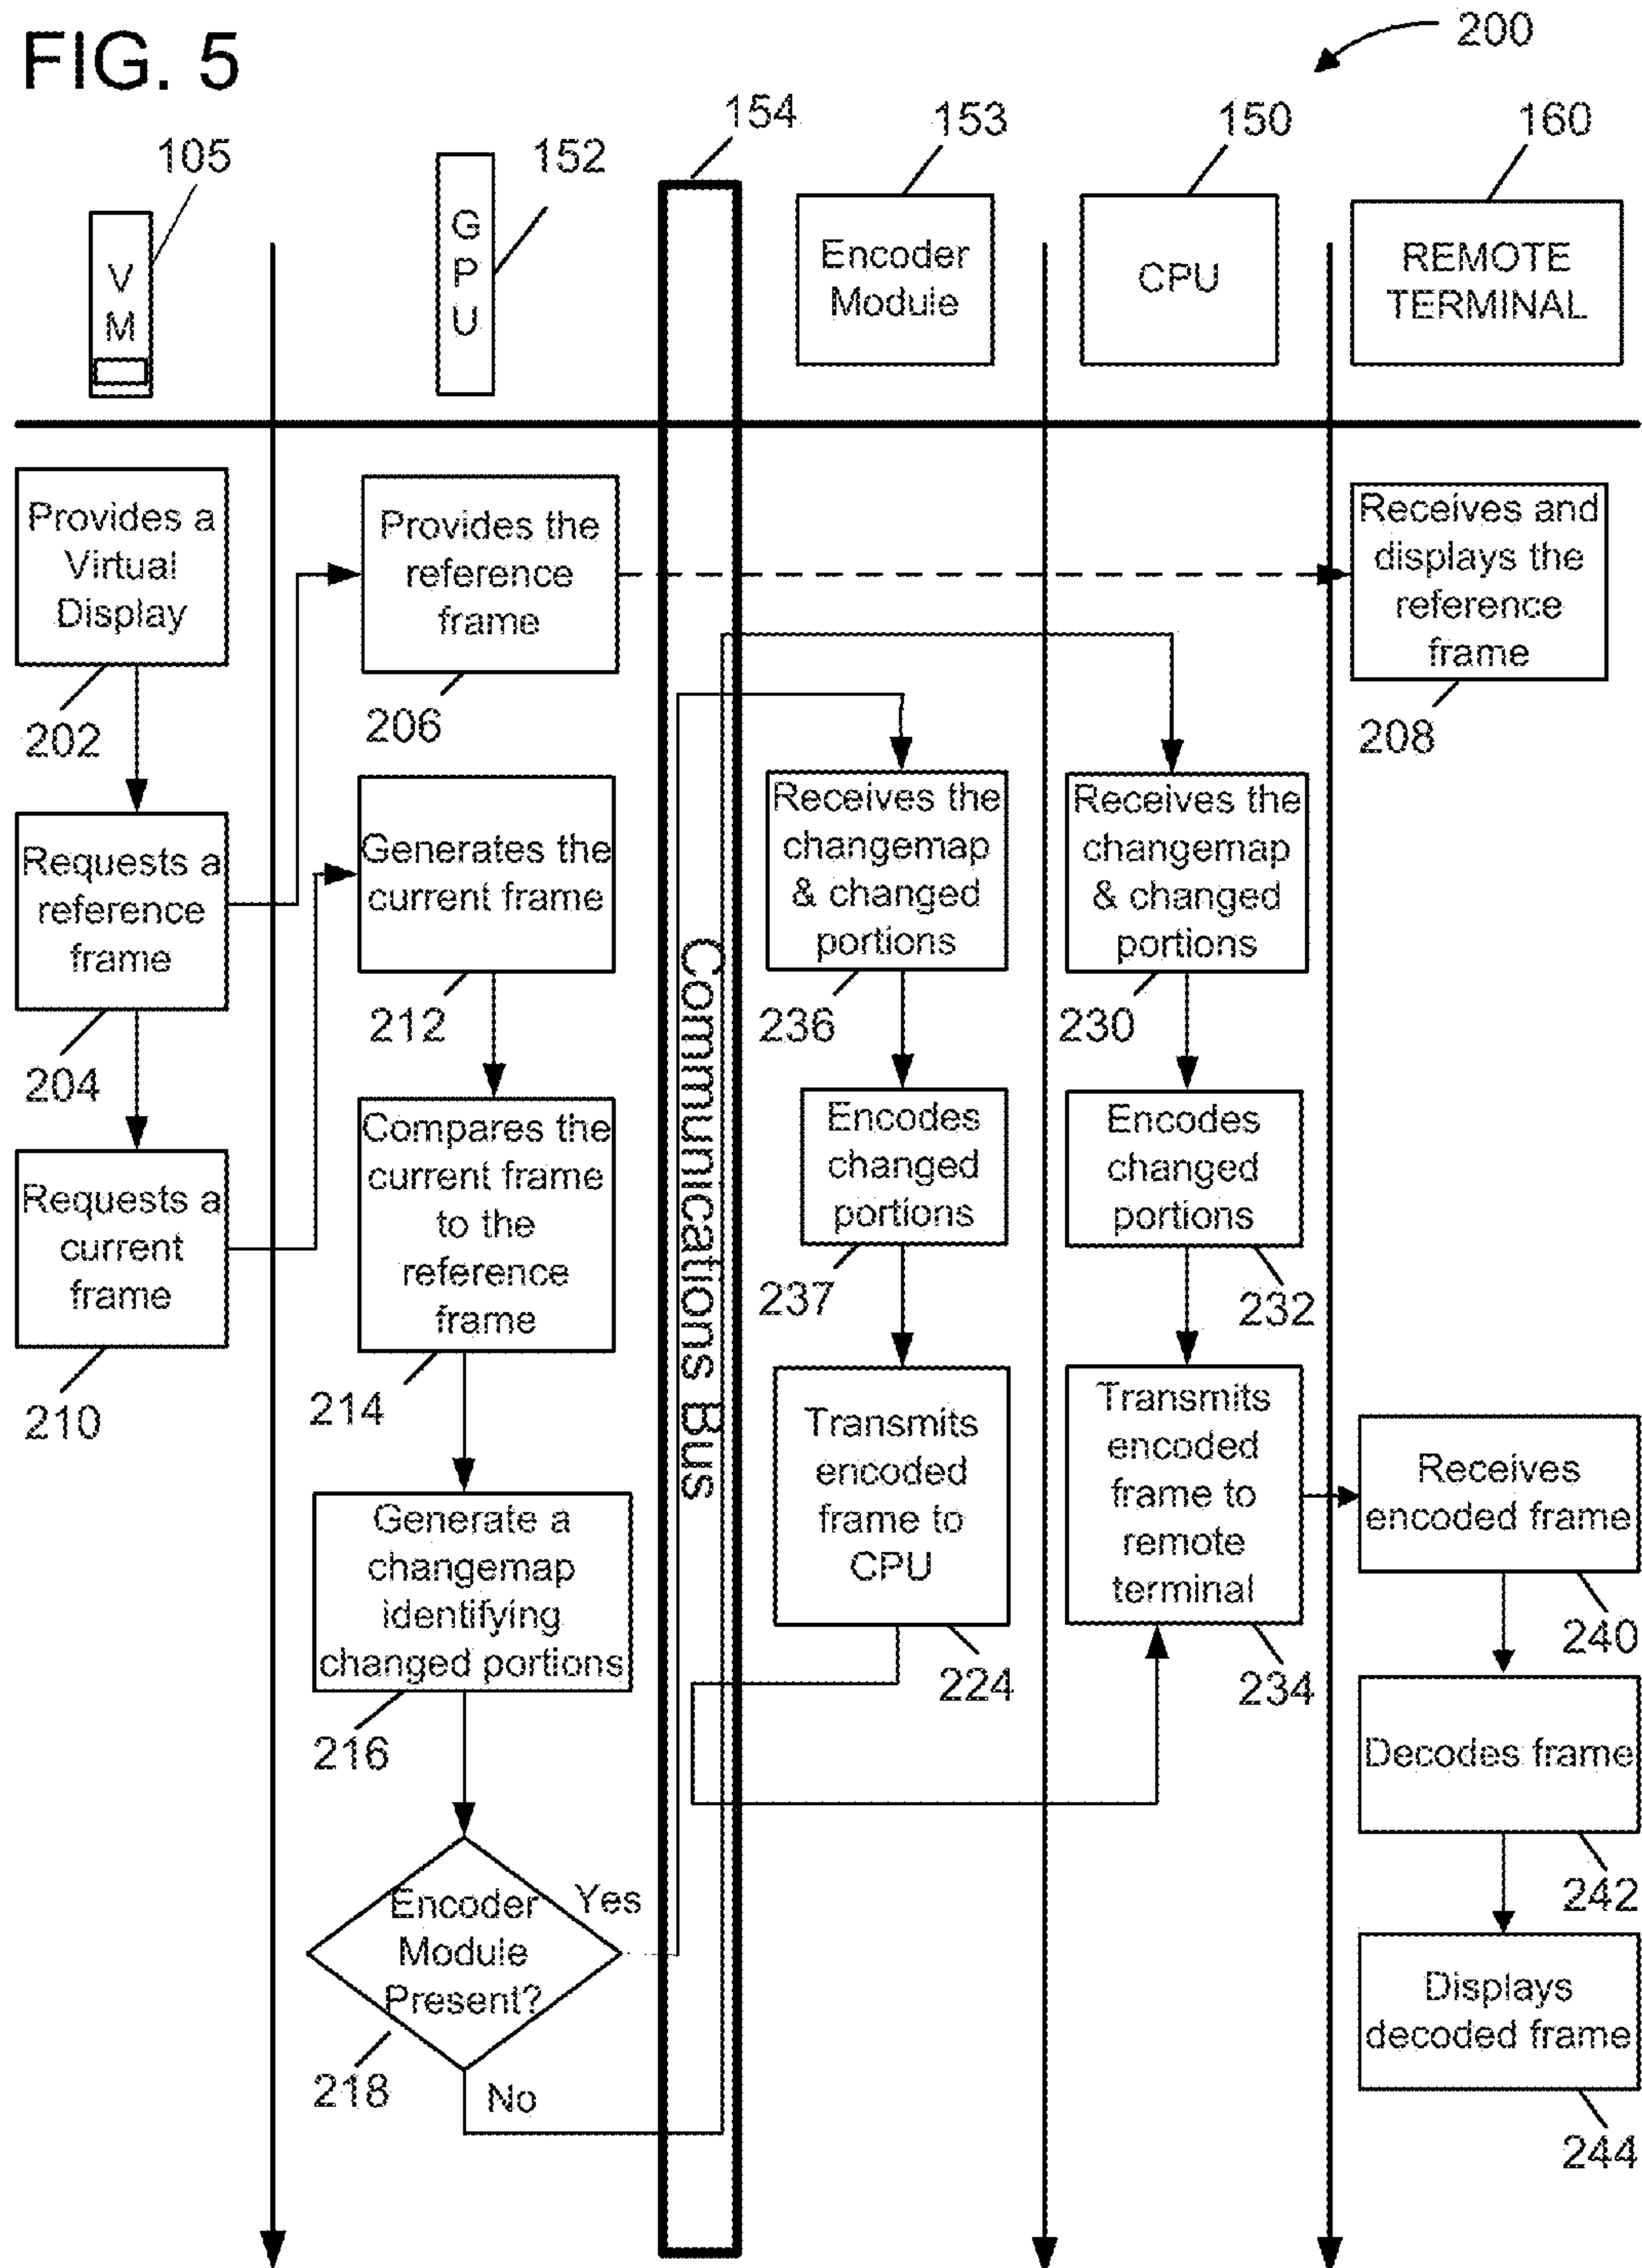 FIG. 5
200
105
152
154
153
150
160
V
M
G
P
U
Encoder
Module
CPU
REMOTE
TERMINAL
Provides a
Virtual
Display
202
Requests a
reference
frame
204
Requests a
current
frame
210
Provides the
reference
frame
206
Generates the
current frame
212
Compares the
current frame
to the
reference
frame
214
Generate a
changemap
identifying
changed portions
216
Encoder
Module
Present?
Yes
No
218
Communications Bus
Receives the
changemap
& changed
portions
236
Encodes
changed
portions
237
Transmits
encoded
frame to
CPU
224
Receives the
changemap
& changed
portions
230
Encodes
changed
portions
232
Transmits
encoded
frame to
remote
terminal
234
Receives and
displays the
reference
frame
208
Receives
encoded frame
240
Decodes frame
242
Displays
decoded frame
244